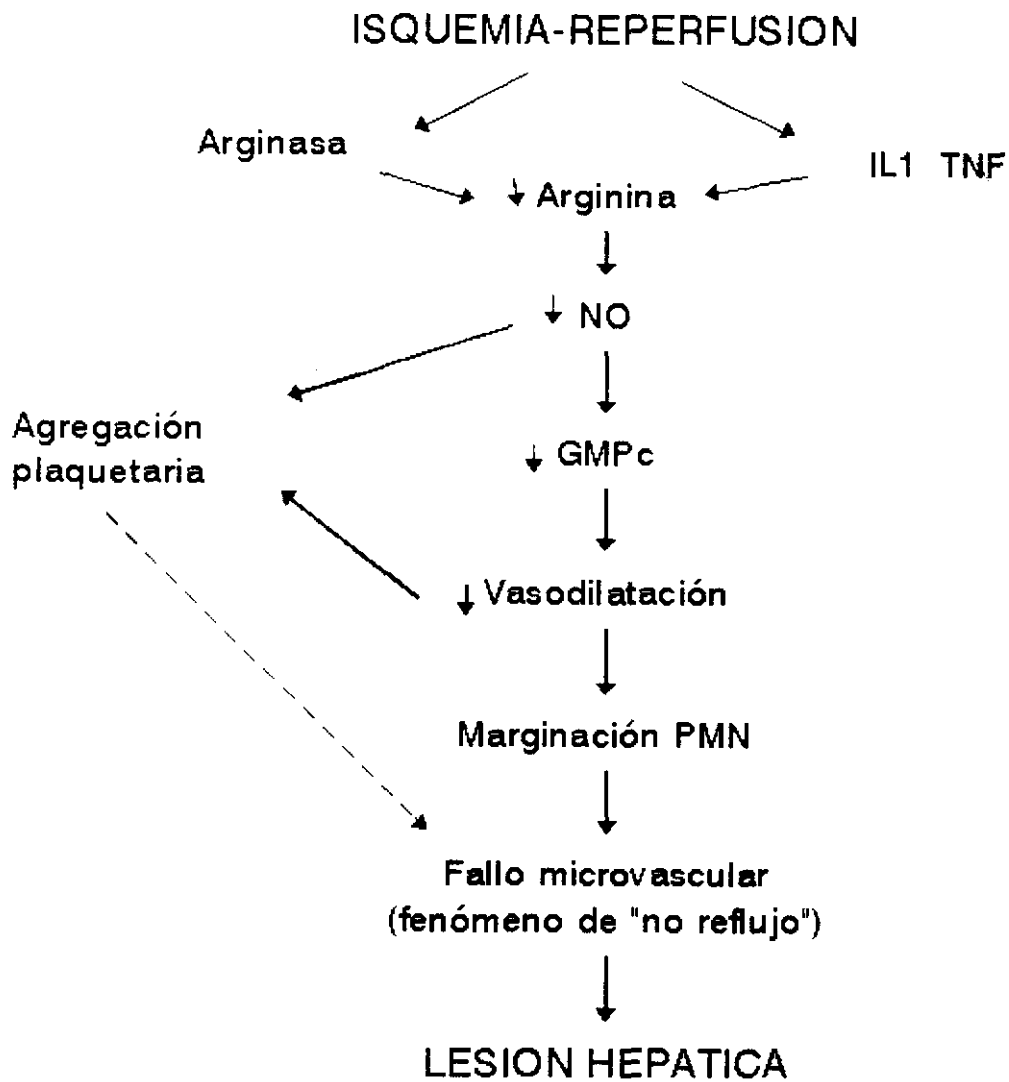 ISQUEMIA-REPERFUSION
Arginasa
IL1 TNF
↓ Arginina
↓ NO
Agregación
plaquetaria
↓ GMPc
↓ Vasodilatación
Marginación PMN
Fallo microvascular
(fenómeno de "no reflujo")
LESION HEPATICA